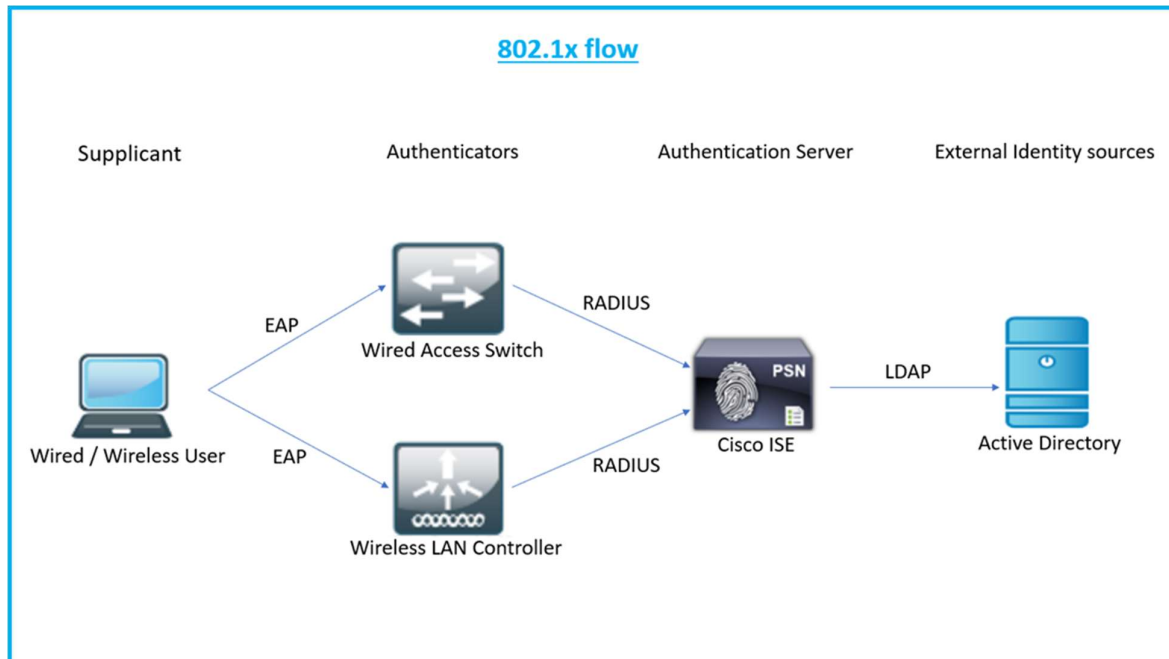 802.1x flow
Supplicant
Authenticators
Authentication Server
External Identity sources
EAP
RADIUS
Wired Access Switch
PSN
LDAP
Wired / Wireless User
EAP
RADIUS
Cisco ISE
Active Directory
Wireless LAN Controller